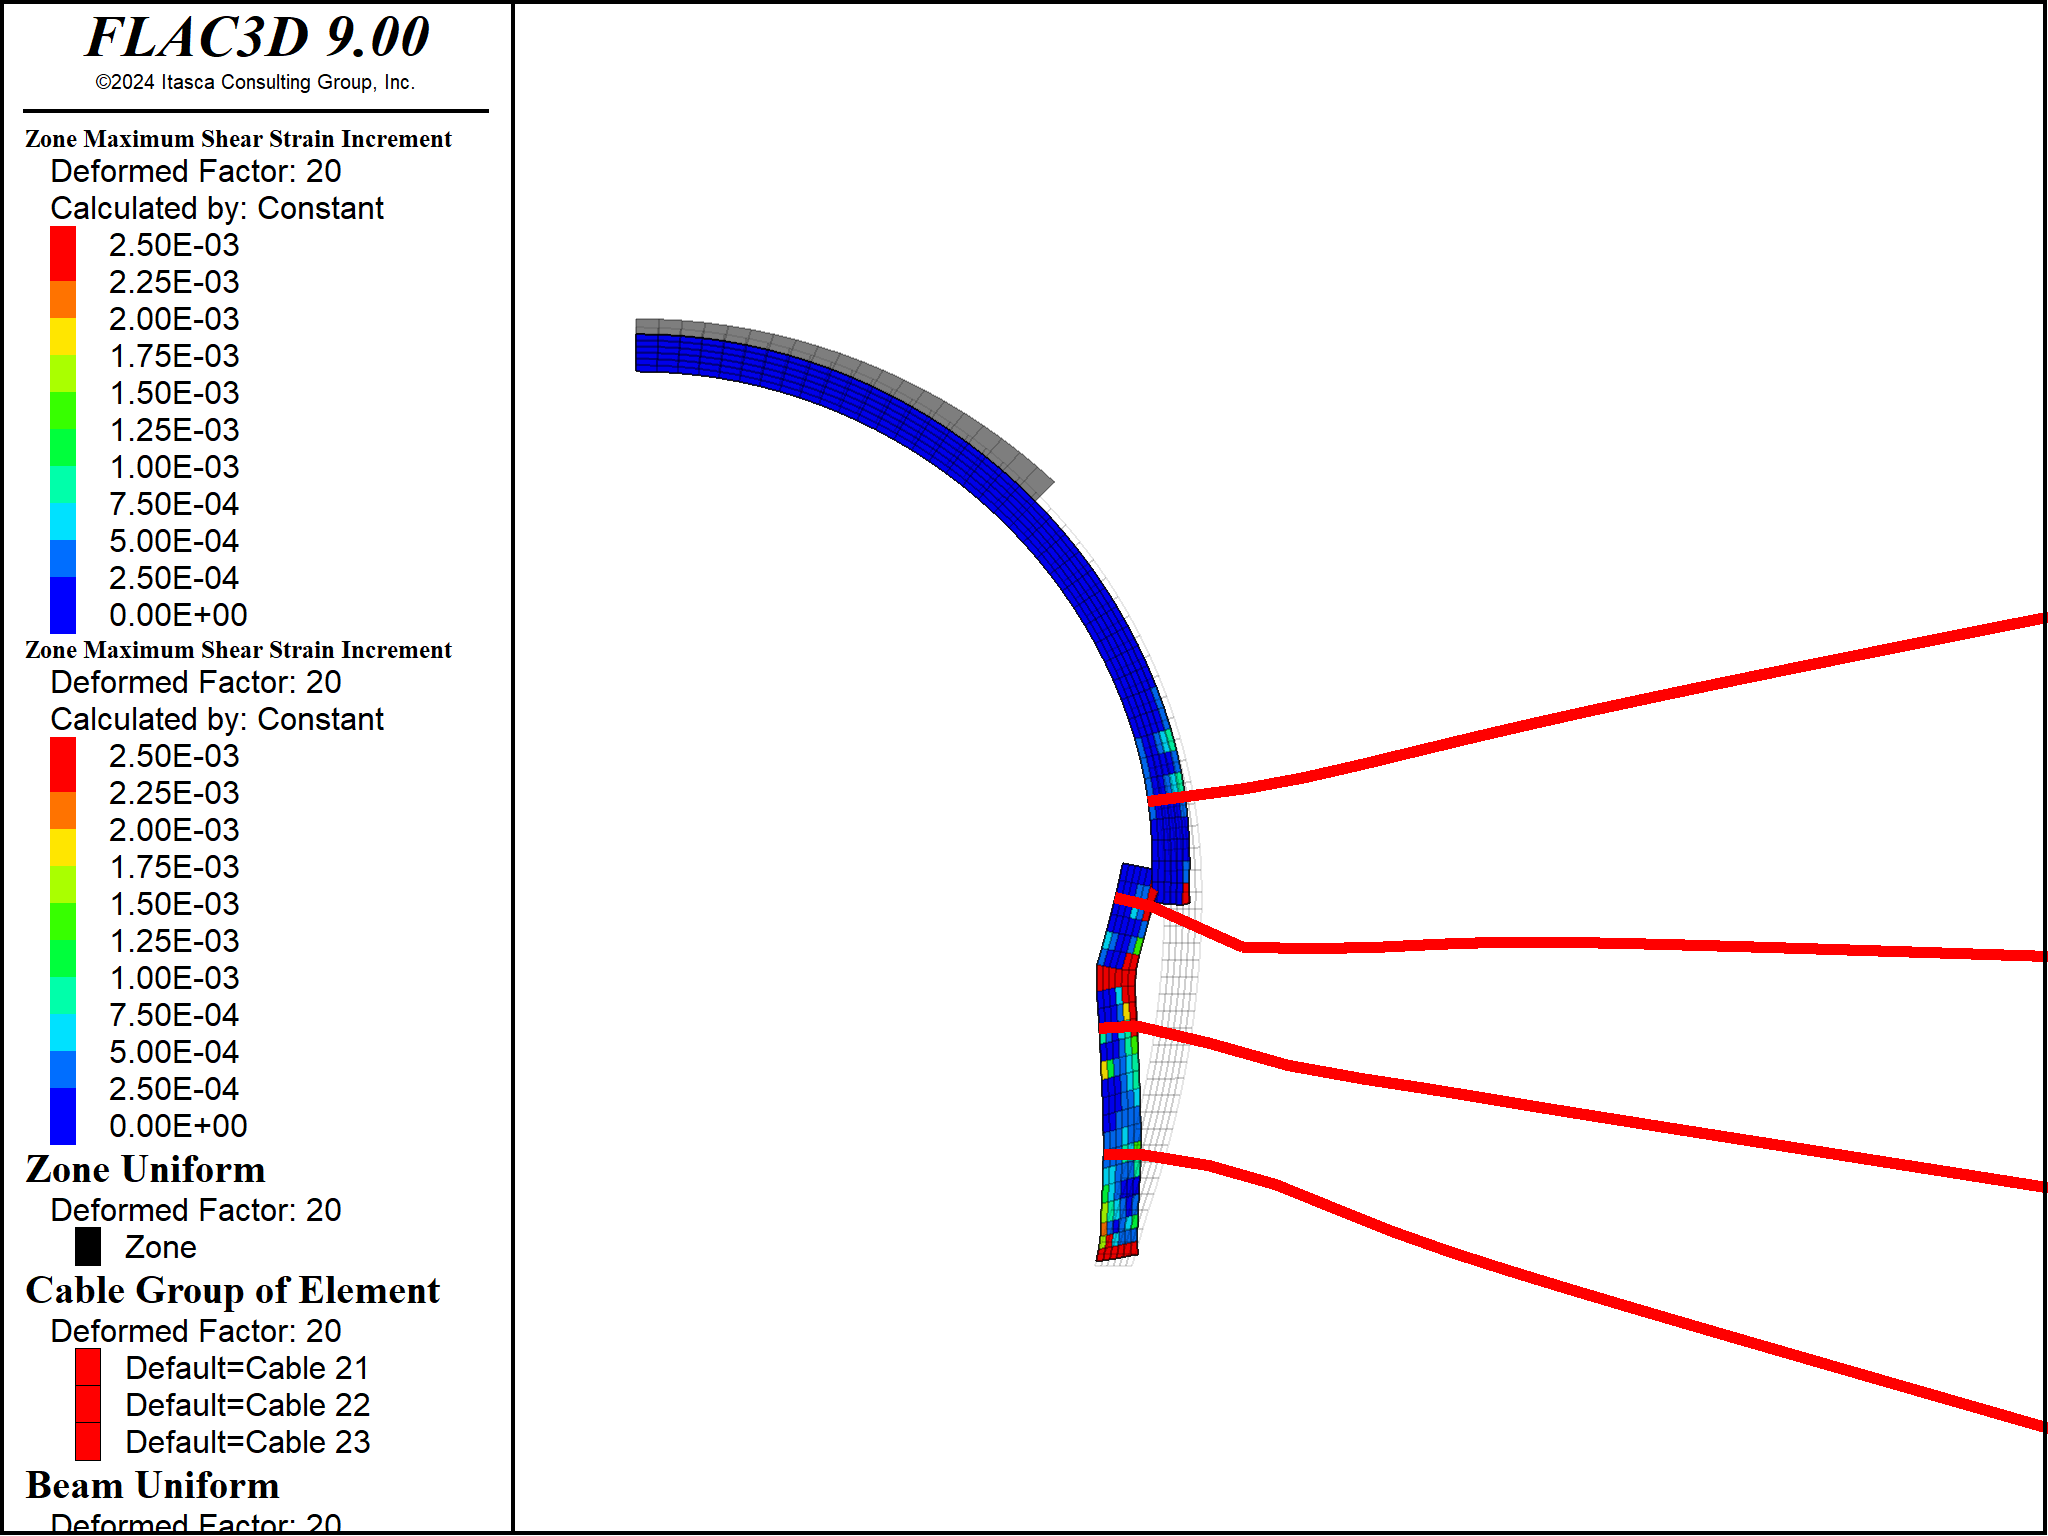 FLAC3D 9.00
©2024 Itasca Consulting Group, Inc.
Zone Maximum Shear Strain Increment
Deformed Factor: 20
Calculated by: Constant
2.50E-03
2.25E-03
2.00E-03
1.75E-03
1.50E-03
1.25E-03
1.00E-03
7.50E-04
5.00E-04
2.50E-04
0.00E+00
Zone Maximum Shear Strain Increment
Deformed Factor: 20
Calculated by: Constant
2.50E-03
2.25E-03
2.00E-03
1.75E-03
1.50E-03
1.25E-03
1.00E-03
7.50E-04
5.00E-04
2.50E-04
0.00E+00
Zone Uniform
Deformed Factor: 20
Zone
Cable Group of Element
Deformed Factor: 20
Default=Cable 21
Default=Cable 22
Default=Cable 23
Beam Uniform
Deformed Factor: 20